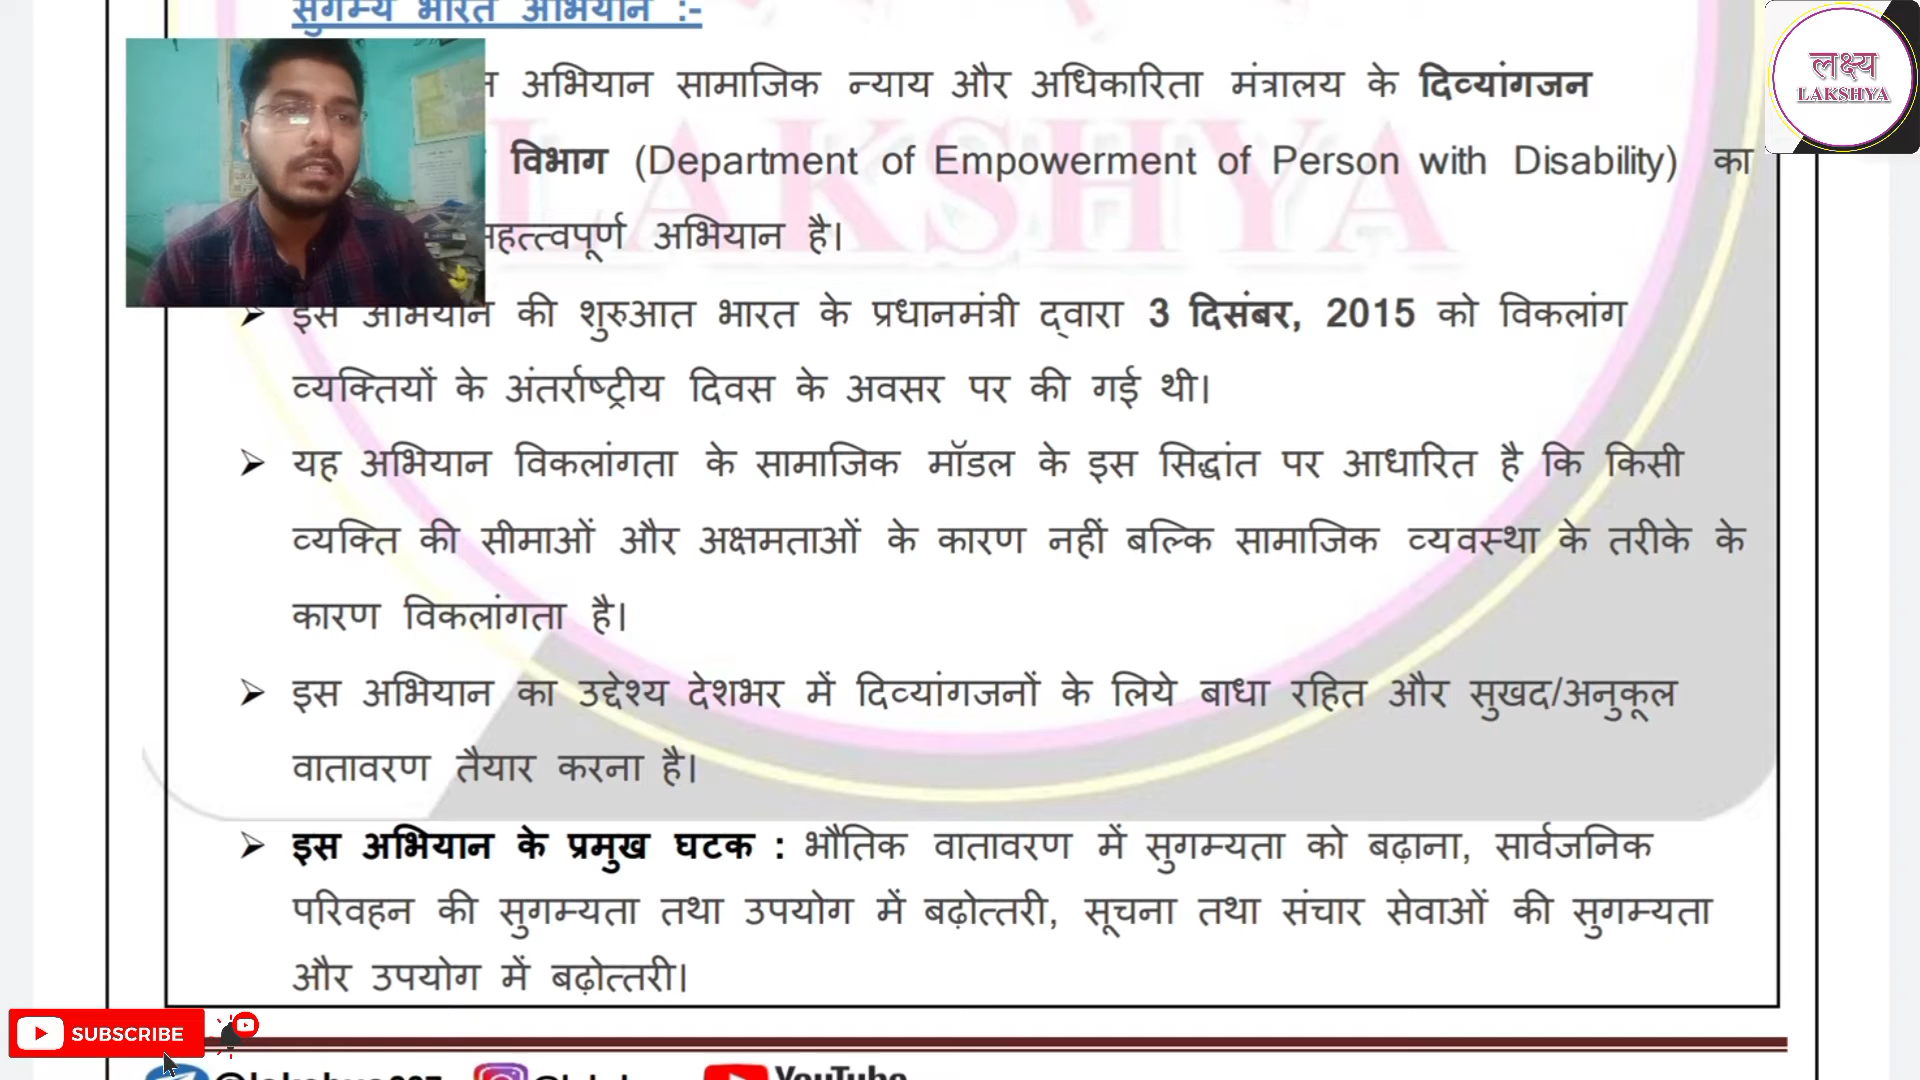 सुगम्य भारत अभियान :-
अभियान सामाजिक न्याय और अधिकारिता मंत्रालय के दिव्यांगजन
विभाग (Department of Empowerment of Person with Disability) का
महत्त्वपूर्ण अभियान है।
➢ इस अभियान की शुरुआत भारत के प्रधानमंत्री द्वारा 3 दिसंबर, 2015 को विकलांग
व्यक्तियों के अंतर्राष्ट्रीय दिवस के अवसर पर की गई थी।
➢ यह अभियान विकलांगता के सामाजिक मॉडल के इस सिद्धांत पर आधारित है कि किसी
व्यक्ति की सीमाओं और अक्षमताओं के कारण नहीं बल्कि सामाजिक व्यवस्था के तरीके के
कारण विकलांगता है।
➢ इस अभियान का उद्देश्य देशभर में दिव्यांगजनों के लिये बाधा रहित और सुखद/अनुकूल
वातावरण तैयार करना है।
➢ इस अभियान के प्रमुख घटक : भौतिक वातावरण में सुगम्यता को बढ़ाना, सार्वजनिक
परिवहन की सुगम्यता तथा उपयोग में बढ़ोत्तरी, सूचना तथा संचार सेवाओं की सुगम्यता
और उपयोग में बढ़ोत्तरी।
LAKSHYA
लक्ष्य
LAKSHYA
SUBSCRIBE
YouTube